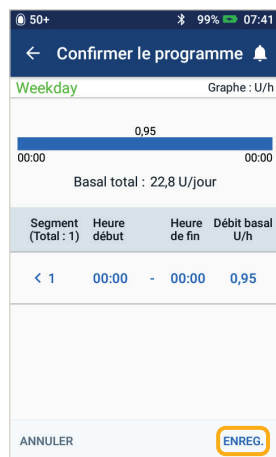 50+ 99% 07:41
Confirmer le programme
Weekday Graphe : U/h
0,95
00:00 00:00
Basal total : 22,8 U/jour
Segment Heure Heure Débit basal
(Total : 1) début de fin U/h
< 1 00:00 - 00:00 0,95
ANNULER ENREG.